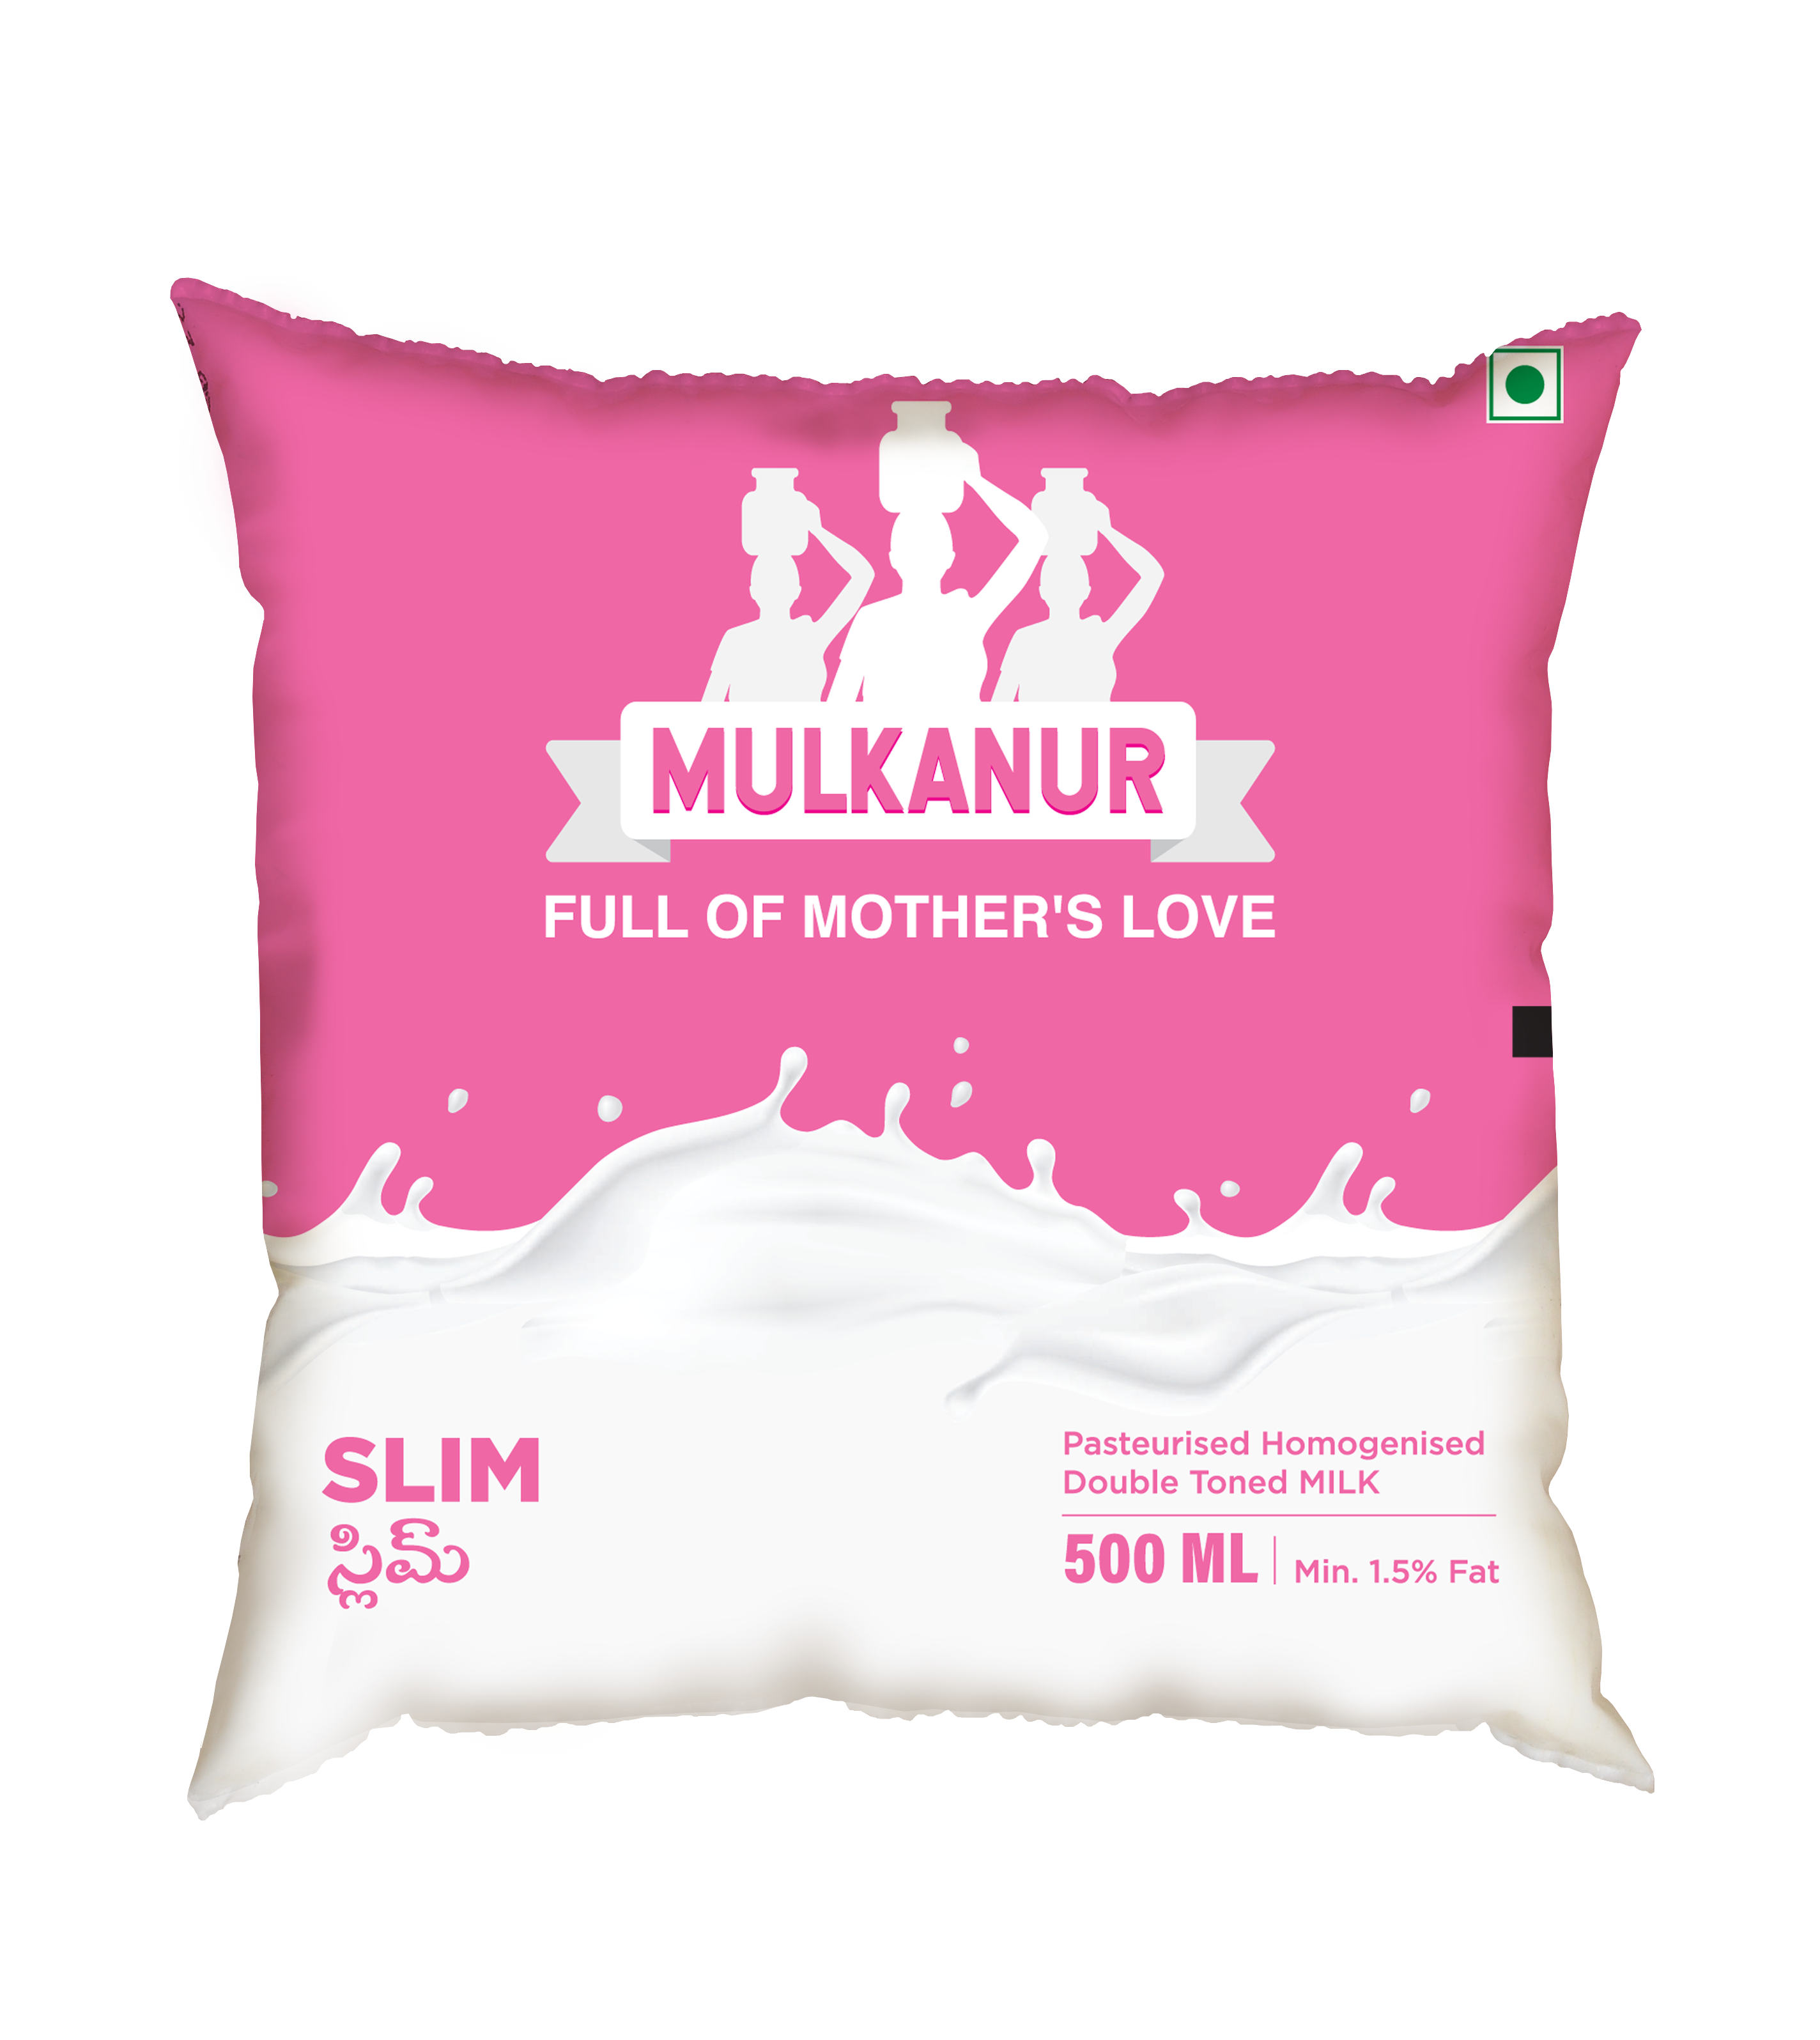 MULKANUR
FULL OF MOTHER'S LOVE
SLIM
స్లిమ్
Pasteurised Homogenised
Double Toned MILK
500 ML | Min. 1.5% Fat